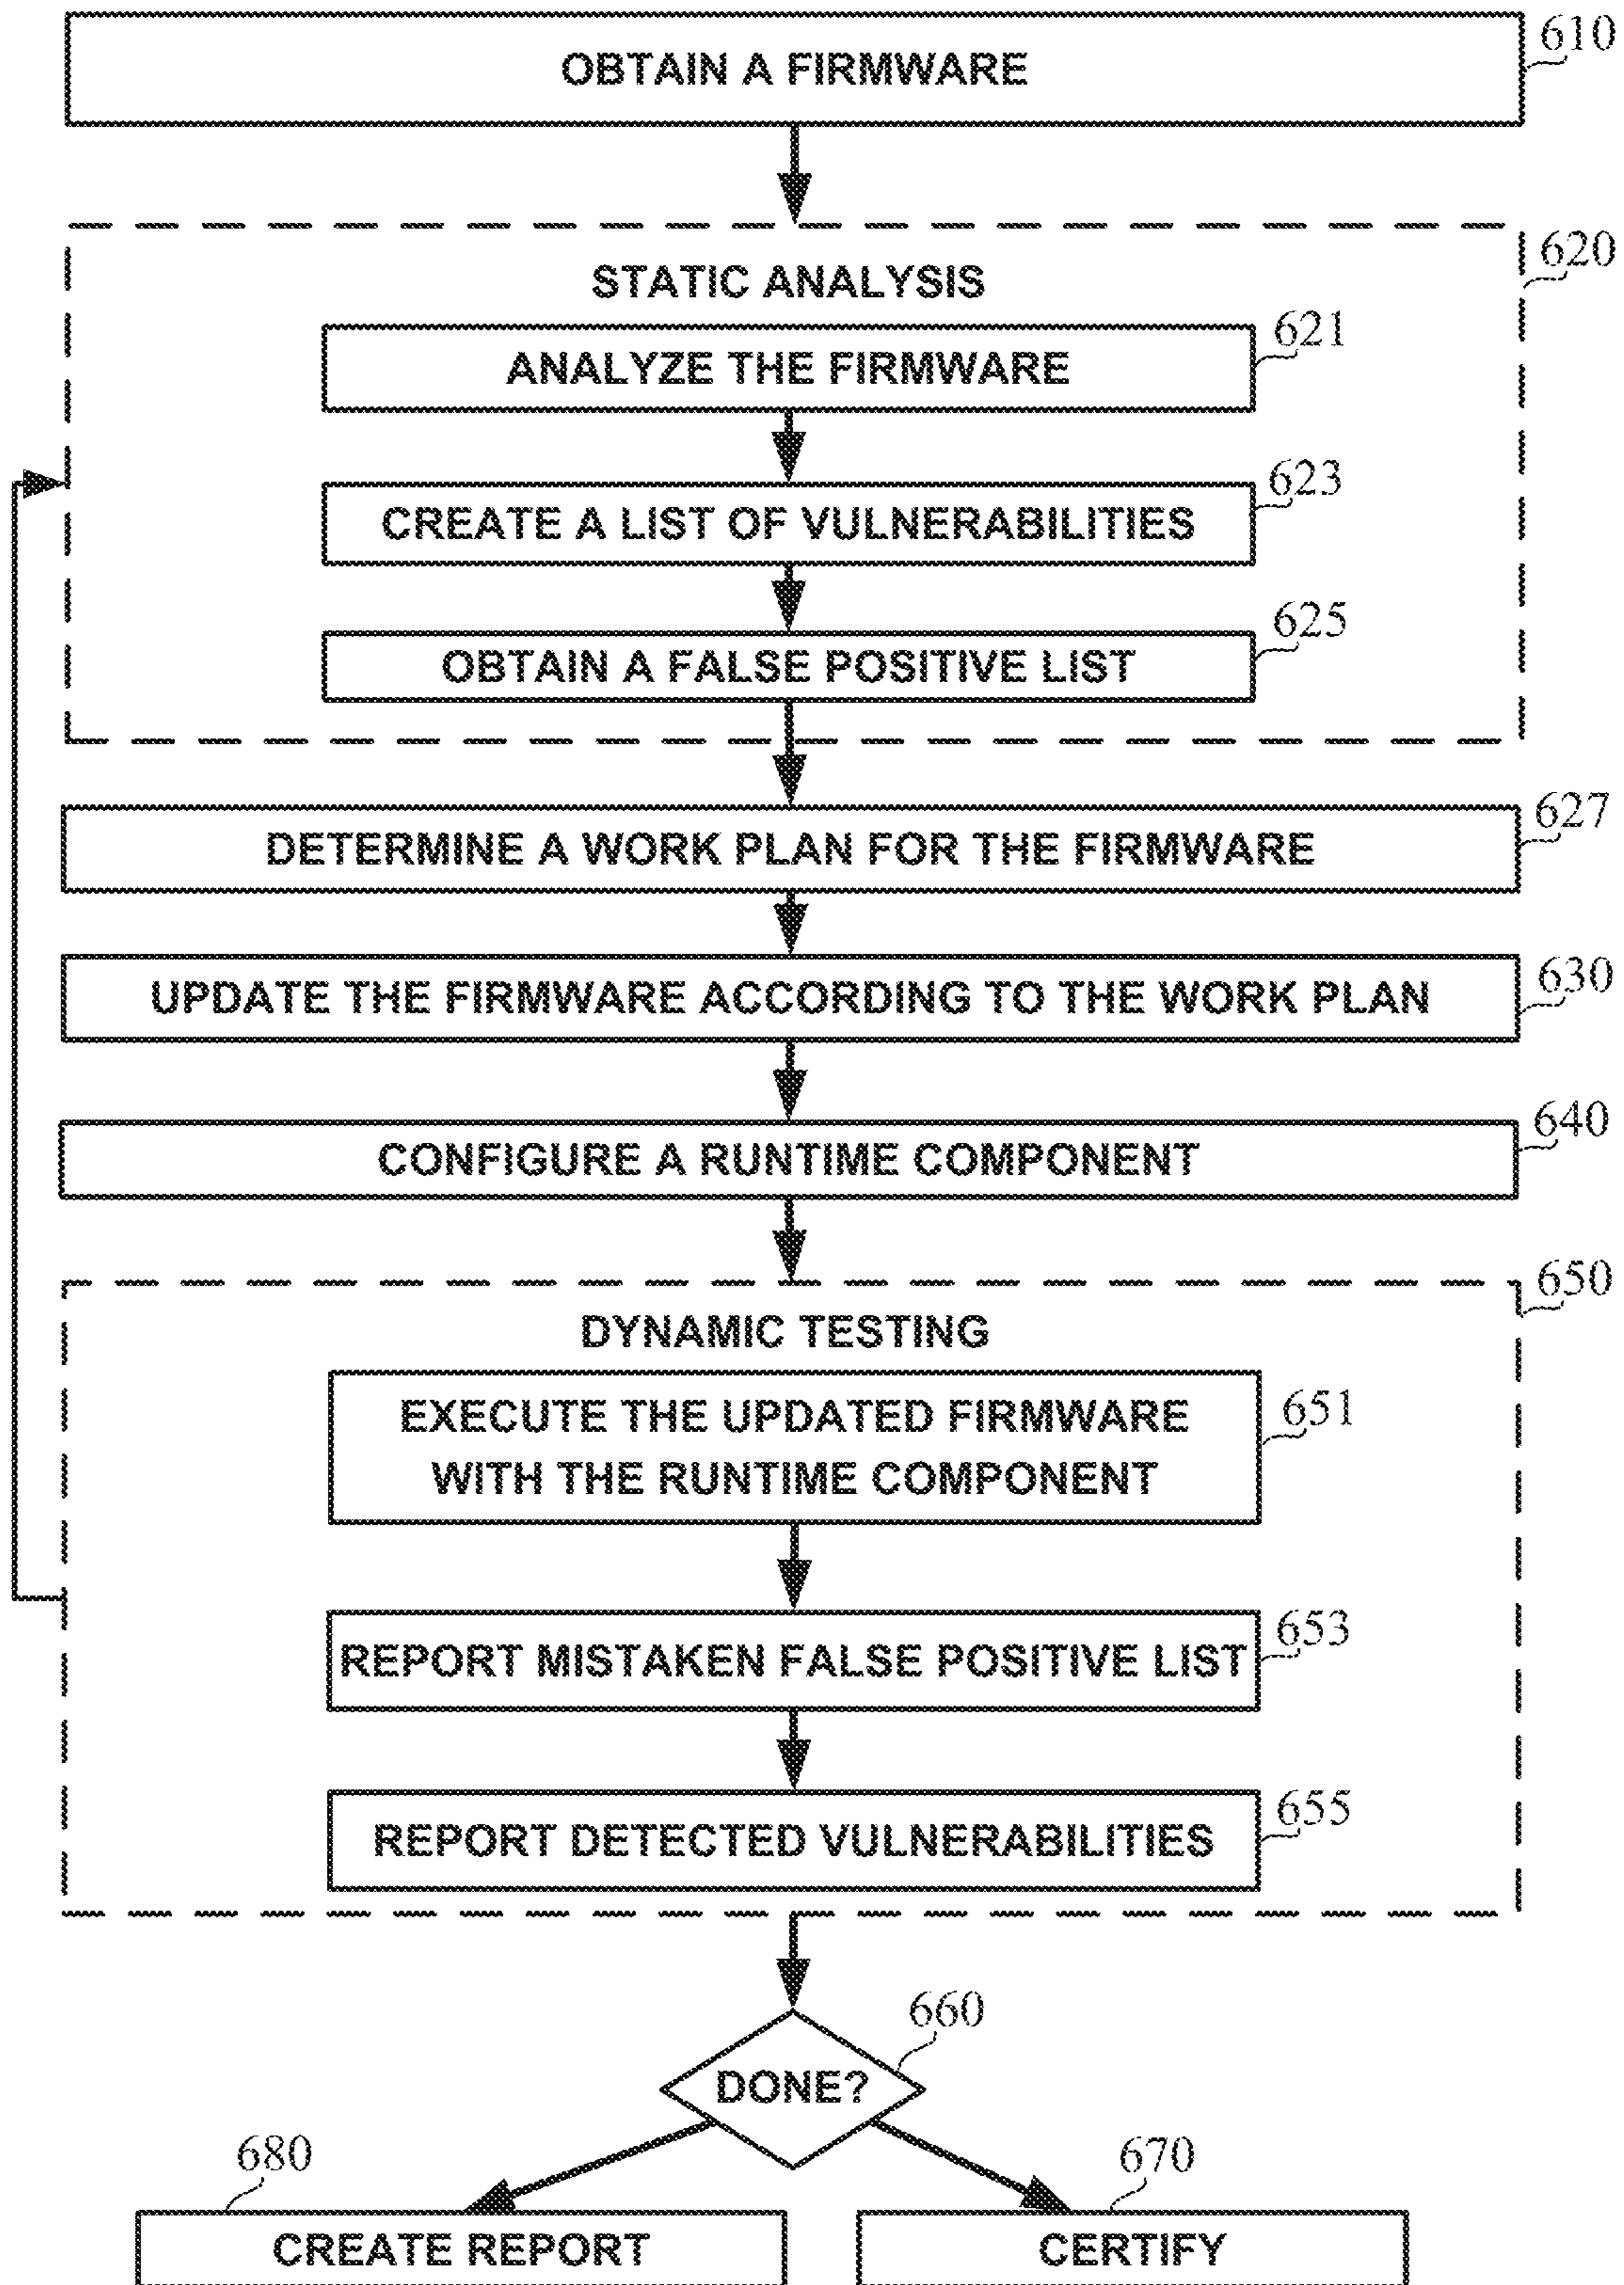 610
OBTAIN A FIRMWARE
620
STATIC ANALYSIS
621
ANALYZE THE FIRMWARE
623
CREATE A LIST OF VULNERABILITIES
625
OBTAIN A FALSE POSITIVE LIST
627
DETERMINE A WORK PLAN FOR THE FIRMWARE
630
UPDATE THE FIRMWARE ACCORDING TO THE WORK PLAN
640
CONFIGURE A RUNTIME COMPONENT
650
DYNAMIC TESTING
651
EXECUTE THE UPDATED FIRMWARE
WITH THE RUNTIME COMPONENT
653
REPORT MISTAKEN FALSE POSITIVE LIST
655
REPORT DETECTED VULNERABILITIES
660
DONE?
680
CREATE REPORT
670
CERTIFY